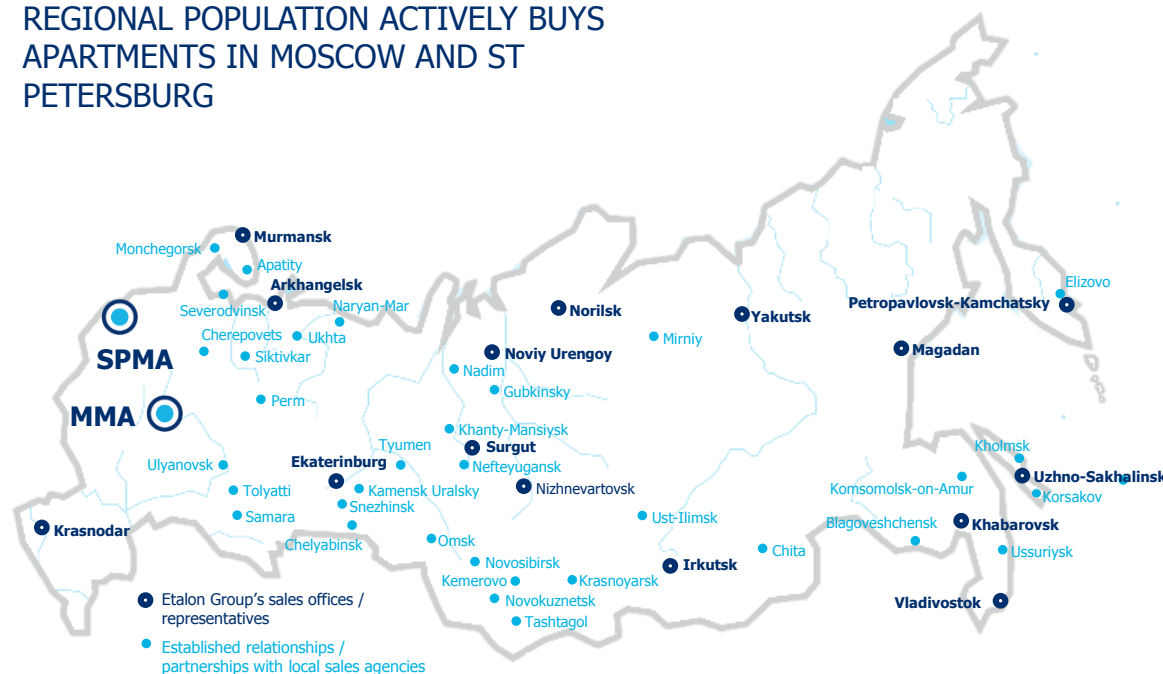 REGIONAL POPULATION ACTIVELY BUYS
APARTMENTS IN MOSCOW AND ST
PETERSBURG
Murmansk
Monchegorsk
Apatity
Arkhangelsk
Severodvinsk
Naryan-Mar
Cherepovets
Ukhta
Siktivkar
SPMA
Perm
MMA
Norilsk
Noviy Urengoy
Nadim
Gubkinsky
Yakutsk
Mirniy
Elizovo
Petropavlovsk-Kamchatsky
Magadan
Khanty-Mansiysk
Surgut
Tyumen
Nefteyugansk
Ekaterinburg
Nizhnevartovsk
Ulyanovsk
Kamensk Uralsky
Tolyatti
Snezhinsk
Samara
Chelyabinsk
Krasnodar
Omsk
Ust-Ilimsk
Novosibirsk
Kemerovo
Krasnoyarsk
Novokuznetsk
Tashtagol
Irkutsk
Chita
Kholmsk
Uzhno-Sakhalinsk
Komsomolsk-on-Amur
Korsakov
Blagoveshchensk
Khabarovsk
Ussuriysk
Vladivostok
Etalon Group’s sales offices /
representatives
Established relationships /
partnerships with local sales agencies